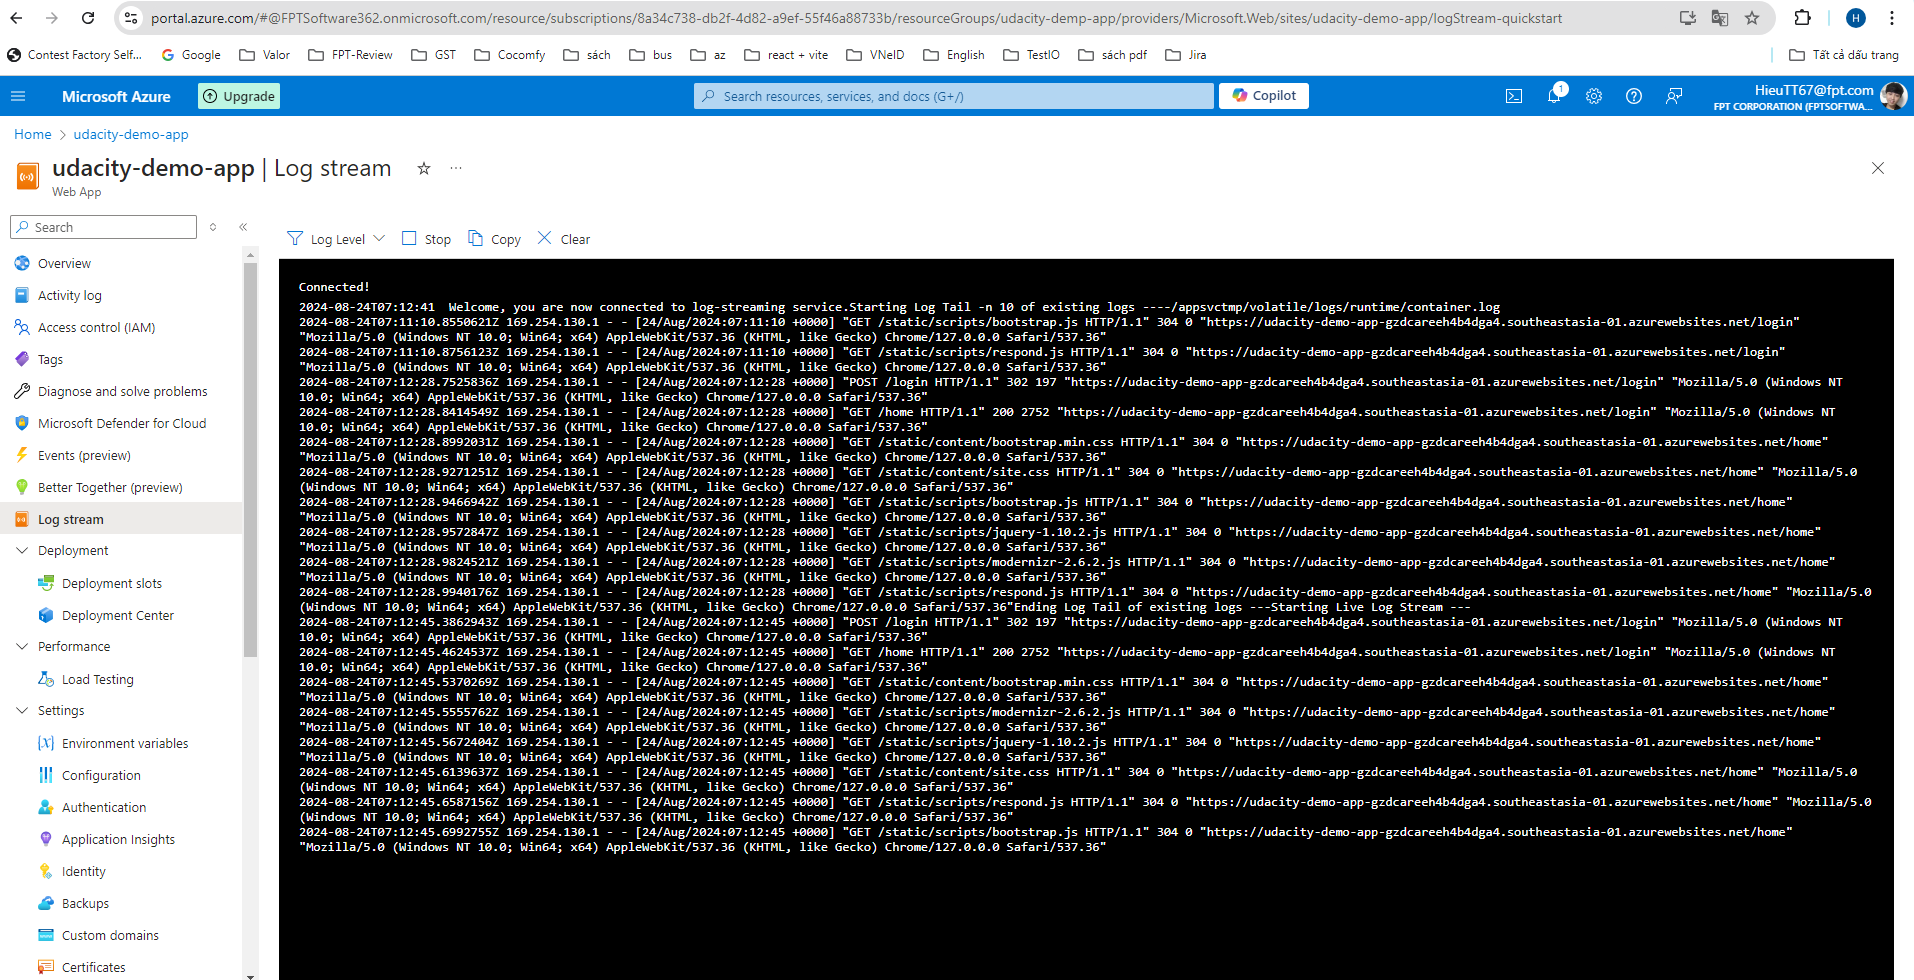 portal.azure.com/#@FPTSoftware362.onmicrosoft.com/resource/subscriptions/8a34c738-db2f-4d82-a9ef-55f46a88733b/resourceGroups/udacity-demp-app/providers/Microsoft.Web/sites/udacity-demo-app/logStream-quickstart
H
Contest Factory Self... Google Valor FPT-Review GST Cocomfy sách bus az react + vite VNeID English TestIO sách pdf Jira Tất cả dấu trang
Microsoft Azure Upgrade Search resources, services, and docs (G+/) Copilot 1 HieuTT67@fpt.com
FPT CORPORATION (FPTSOFTWA...
Home > udacity-demo-app
udacity-demo-app | Log stream
Web App
Search
Log Level Stop Copy Clear
Overview
Activity log
Access control (IAM)
Tags
Diagnose and solve problems
Microsoft Defender for Cloud
Events (preview)
Better Together (preview)
Log stream
Deployment
Deployment slots
Deployment Center
Performance
Load Testing
Settings
Environment variables
Configuration
Authentication
Application Insights
Identity
Backups
Custom domains
Certificates
Connected!
2024-08-24T07:12:41  Welcome, you are now connected to log-streaming service.Starting Log Tail -n 10 of existing logs ----/appsvctmp/volatile/logs/runtime/container.log
2024-08-24T07:11:10.8550621Z 169.254.130.1 - - [24/Aug/2024:07:11:10 +0000] "GET /static/scripts/bootstrap.js HTTP/1.1" 304 0 "https://udacity-demo-app-gzdcareeh4b4dga4.southeastasia-01.azurewebsites.net/login"
"Mozilla/5.0 (Windows NT 10.0; Win64; x64) AppleWebKit/537.36 (KHTML, like Gecko) Chrome/127.0.0.0 Safari/537.36"
2024-08-24T07:11:10.8756123Z 169.254.130.1 - - [24/Aug/2024:07:11:10 +0000] "GET /static/scripts/respond.js HTTP/1.1" 304 0 "https://udacity-demo-app-gzdcareeh4b4dga4.southeastasia-01.azurewebsites.net/login"
"Mozilla/5.0 (Windows NT 10.0; Win64; x64) AppleWebKit/537.36 (KHTML, like Gecko) Chrome/127.0.0.0 Safari/537.36"
2024-08-24T07:12:28.7525836Z 169.254.130.1 - - [24/Aug/2024:07:12:28 +0000] "POST /login HTTP/1.1" 302 197 "https://udacity-demo-app-gzdcareeh4b4dga4.southeastasia-01.azurewebsites.net/login" "Mozilla/5.0 (Windows NT
10.0; Win64; x64) AppleWebKit/537.36 (KHTML, like Gecko) Chrome/127.0.0.0 Safari/537.36"
2024-08-24T07:12:28.8414549Z 169.254.130.1 - - [24/Aug/2024:07:12:28 +0000] "GET /home HTTP/1.1" 200 2752 "https://udacity-demo-app-gzdcareeh4b4dga4.southeastasia-01.azurewebsites.net/login" "Mozilla/5.0 (Windows NT
10.0; Win64; x64) AppleWebKit/537.36 (KHTML, like Gecko) Chrome/127.0.0.0 Safari/537.36"
2024-08-24T07:12:28.8992031Z 169.254.130.1 - - [24/Aug/2024:07:12:28 +0000] "GET /static/content/bootstrap.min.css HTTP/1.1" 304 0 "https://udacity-demo-app-gzdcareeh4b4dga4.southeastasia-01.azurewebsites.net/home"
"Mozilla/5.0 (Windows NT 10.0; Win64; x64) AppleWebKit/537.36 (KHTML, like Gecko) Chrome/127.0.0.0 Safari/537.36"
2024-08-24T07:12:28.9271251Z 169.254.130.1 - - [24/Aug/2024:07:12:28 +0000] "GET /static/content/site.css HTTP/1.1" 304 0 "https://udacity-demo-app-gzdcareeh4b4dga4.southeastasia-01.azurewebsites.net/home" "Mozilla/5.0
(Windows NT 10.0; Win64; x64) AppleWebKit/537.36 (KHTML, like Gecko) Chrome/127.0.0.0 Safari/537.36"
2024-08-24T07:12:28.9466942Z 169.254.130.1 - - [24/Aug/2024:07:12:28 +0000] "GET /static/scripts/bootstrap.js HTTP/1.1" 304 0 "https://udacity-demo-app-gzdcareeh4b4dga4.southeastasia-01.azurewebsites.net/home"
"Mozilla/5.0 (Windows NT 10.0; Win64; x64) AppleWebKit/537.36 (KHTML, like Gecko) Chrome/127.0.0.0 Safari/537.36"
2024-08-24T07:12:28.9572847Z 169.254.130.1 - - [24/Aug/2024:07:12:28 +0000] "GET /static/scripts/jquery-1.10.2.js HTTP/1.1" 304 0 "https://udacity-demo-app-gzdcareeh4b4dga4.southeastasia-01.azurewebsites.net/home"
"Mozilla/5.0 (Windows NT 10.0; Win64; x64) AppleWebKit/537.36 (KHTML, like Gecko) Chrome/127.0.0.0 Safari/537.36"
2024-08-24T07:12:28.9824521Z 169.254.130.1 - - [24/Aug/2024:07:12:28 +0000] "GET /static/scripts/modernizr-2.6.2.js HTTP/1.1" 304 0 "https://udacity-demo-app-gzdcareeh4b4dga4.southeastasia-01.azurewebsites.net/home"
"Mozilla/5.0 (Windows NT 10.0; Win64; x64) AppleWebKit/537.36 (KHTML, like Gecko) Chrome/127.0.0.0 Safari/537.36"
2024-08-24T07:12:28.9940176Z 169.254.130.1 - - [24/Aug/2024:07:12:28 +0000] "GET /static/scripts/respond.js HTTP/1.1" 304 0 "https://udacity-demo-app-gzdcareeh4b4dga4.southeastasia-01.azurewebsites.net/home" "Mozilla/5.0
(Windows NT 10.0; Win64; x64) AppleWebKit/537.36 (KHTML, like Gecko) Chrome/127.0.0.0 Safari/537.36"Ending Log Tail of existing logs ---Starting Live Log Stream ---
2024-08-24T07:12:45.3862943Z 169.254.130.1 - - [24/Aug/2024:07:12:45 +0000] "POST /login HTTP/1.1" 302 197 "https://udacity-demo-app-gzdcareeh4b4dga4.southeastasia-01.azurewebsites.net/login" "Mozilla/5.0 (Windows NT
10.0; Win64; x64) AppleWebKit/537.36 (KHTML, like Gecko) Chrome/127.0.0.0 Safari/537.36"
2024-08-24T07:12:45.4624537Z 169.254.130.1 - - [24/Aug/2024:07:12:45 +0000] "GET /home HTTP/1.1" 200 2752 "https://udacity-demo-app-gzdcareeh4b4dga4.southeastasia-01.azurewebsites.net/login" "Mozilla/5.0 (Windows NT
10.0; Win64; x64) AppleWebKit/537.36 (KHTML, like Gecko) Chrome/127.0.0.0 Safari/537.36"
2024-08-24T07:12:45.5370269Z 169.254.130.1 - - [24/Aug/2024:07:12:45 +0000] "GET /static/content/bootstrap.min.css HTTP/1.1" 304 0 "https://udacity-demo-app-gzdcareeh4b4dga4.southeastasia-01.azurewebsites.net/home"
"Mozilla/5.0 (Windows NT 10.0; Win64; x64) AppleWebKit/537.36 (KHTML, like Gecko) Chrome/127.0.0.0 Safari/537.36"
2024-08-24T07:12:45.5555762Z 169.254.130.1 - - [24/Aug/2024:07:12:45 +0000] "GET /static/scripts/modernizr-2.6.2.js HTTP/1.1" 304 0 "https://udacity-demo-app-gzdcareeh4b4dga4.southeastasia-01.azurewebsites.net/home"
"Mozilla/5.0 (Windows NT 10.0; Win64; x64) AppleWebKit/537.36 (KHTML, like Gecko) Chrome/127.0.0.0 Safari/537.36"
2024-08-24T07:12:45.5672404Z 169.254.130.1 - - [24/Aug/2024:07:12:45 +0000] "GET /static/scripts/jquery-1.10.2.js HTTP/1.1" 304 0 "https://udacity-demo-app-gzdcareeh4b4dga4.southeastasia-01.azurewebsites.net/home"
"Mozilla/5.0 (Windows NT 10.0; Win64; x64) AppleWebKit/537.36 (KHTML, like Gecko) Chrome/127.0.0.0 Safari/537.36"
2024-08-24T07:12:45.6139637Z 169.254.130.1 - - [24/Aug/2024:07:12:45 +0000] "GET /static/content/site.css HTTP/1.1" 304 0 "https://udacity-demo-app-gzdcareeh4b4dga4.southeastasia-01.azurewebsites.net/home" "Mozilla/5.0
(Windows NT 10.0; Win64; x64) AppleWebKit/537.36 (KHTML, like Gecko) Chrome/127.0.0.0 Safari/537.36"
2024-08-24T07:12:45.6587156Z 169.254.130.1 - - [24/Aug/2024:07:12:45 +0000] "GET /static/scripts/respond.js HTTP/1.1" 304 0 "https://udacity-demo-app-gzdcareeh4b4dga4.southeastasia-01.azurewebsites.net/home" "Mozilla/5.0
(Windows NT 10.0; Win64; x64) AppleWebKit/537.36 (KHTML, like Gecko) Chrome/127.0.0.0 Safari/537.36"
2024-08-24T07:12:45.6992755Z 169.254.130.1 - - [24/Aug/2024:07:12:45 +0000] "GET /static/scripts/bootstrap.js HTTP/1.1" 304 0 "https://udacity-demo-app-gzdcareeh4b4dga4.southeastasia-01.azurewebsites.net/home"
"Mozilla/5.0 (Windows NT 10.0; Win64; x64) AppleWebKit/537.36 (KHTML, like Gecko) Chrome/127.0.0.0 Safari/537.36"